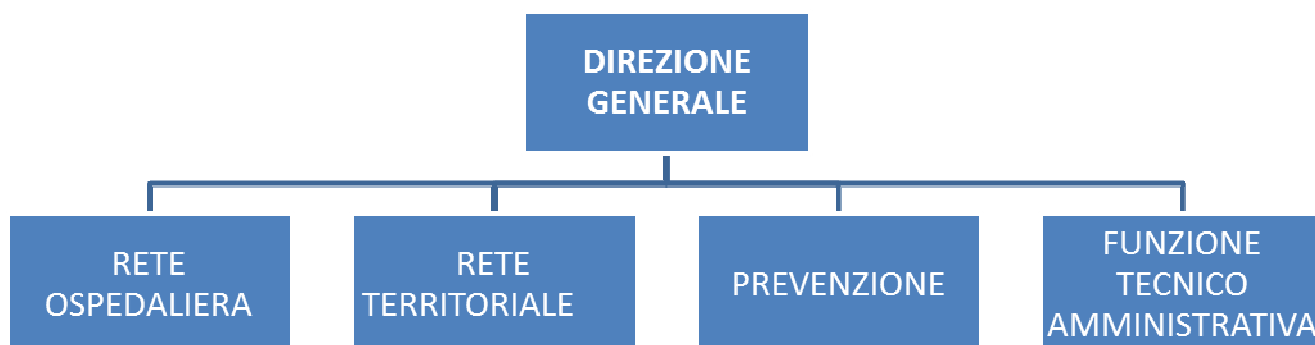 DIREZIONE
GENERALE
RETE
OSPEDALIERA
RETE
TERRITORIALE
PREVENZIONE
FUNZIONE
TECNICO
AMMINISTRATIVA